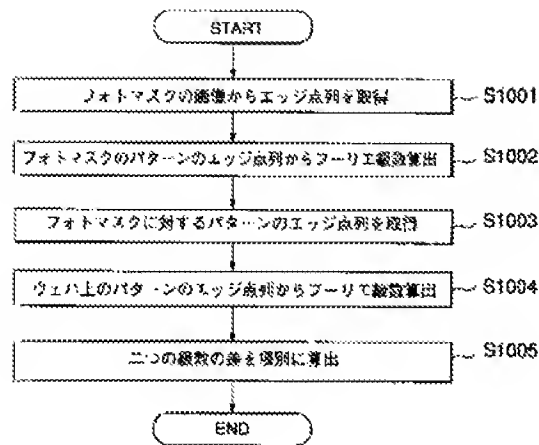 START
フォトマスクの画像からエッジ点列を取得
S1001
フォトマスクのパターンのエッジ点列からフーリエ級数算出
S1002
フォトマスクに対するパターンのエッジ点列を取得
S1003
ウェハ上のパターンのエッジ点列からフーリエ級数算出
S1004
二つの級数の差を項別に算出
S1005
END